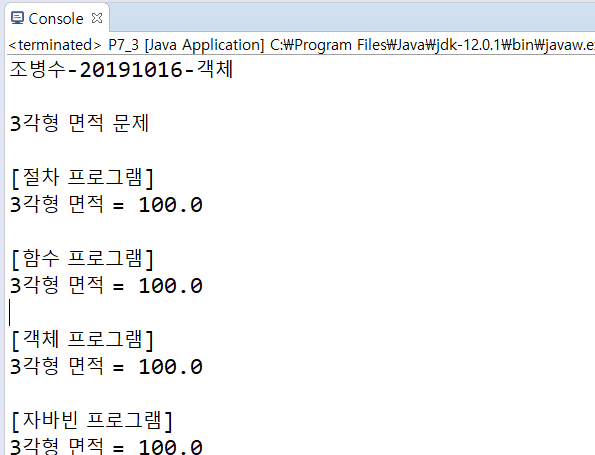 Console
<terminated> P7_3 [Java Application] C:₩Program Files₩Java₩jdk-12.0.1₩bin₩javaw.ex
조병수-20191016-객체
3각형 면적 문제
[절차 프로그램]
3각형 면적 = 100.0
[함수 프로그램]
3각형 면적 = 100.0
[객체 프로그램]
3각형 면적 = 100.0
[자바빈 프로그램]
3각형 면적 = 100.0